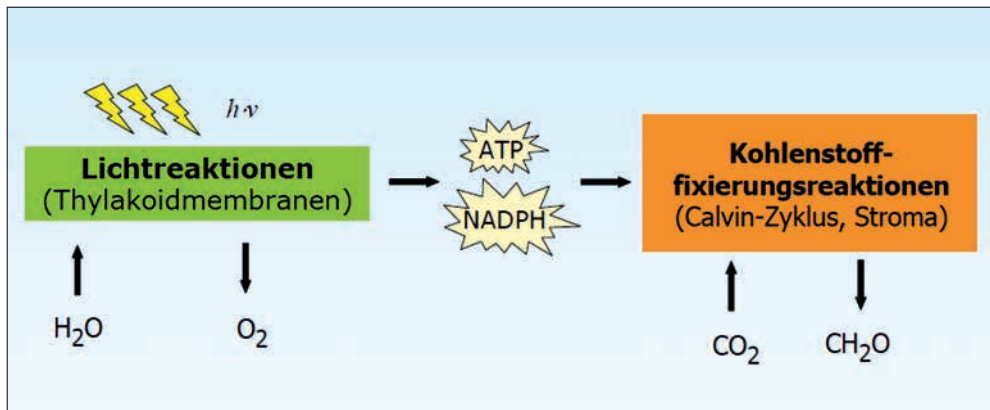 h·ν
Lichtreaktionen
(Thylakoidmembranen)
H₂O
O₂
ATP
NADPH
Kohlenstoff-
fixierungsreaktionen
(Calvin-Zyklus, Stroma)
CO₂
CH₂O